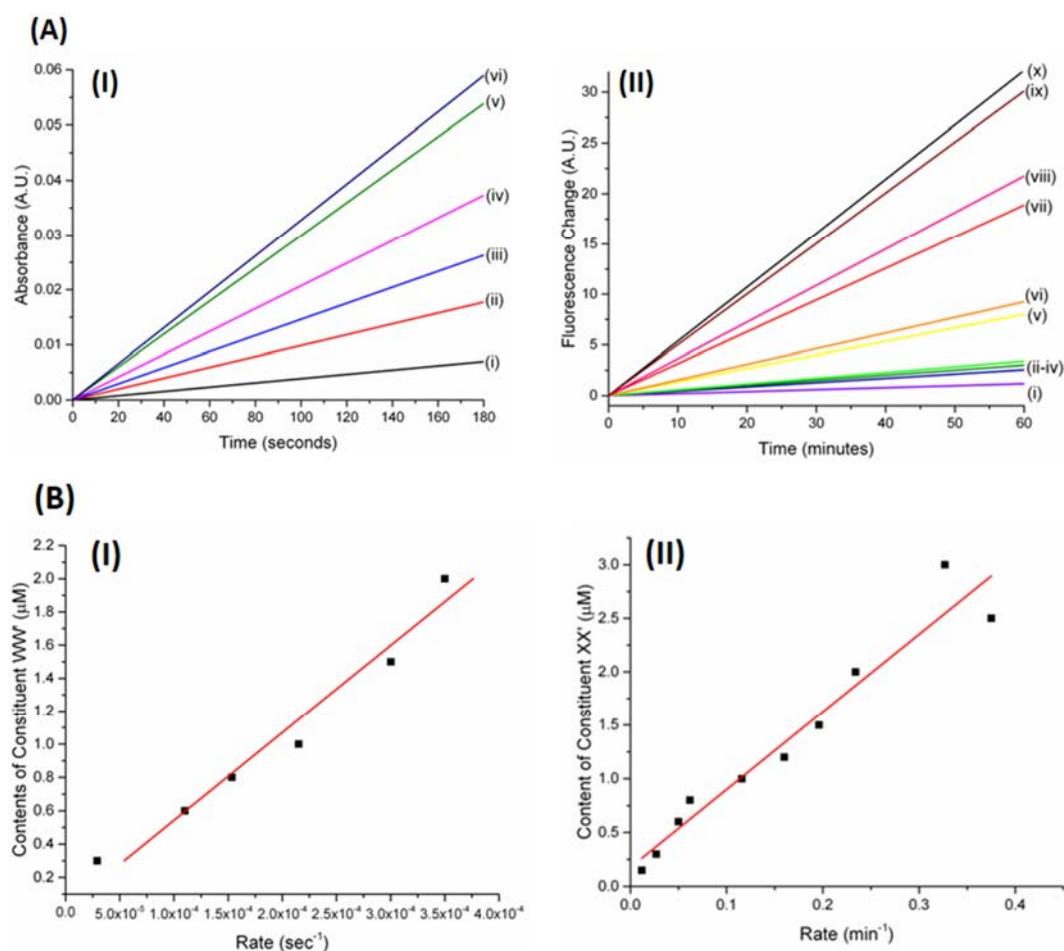 (A)
(I)
0.06
0.05
0.04
0.03
0.02
0.01
0.00
Absorbance (A.U.)
(vi)
(v)
(iv)
(iii)
(ii)
(i)
0 20 40 60 80 100 120 140 160 180
Time (seconds)
(II)
30
25
20
15
10
5
0
Fluorescence Change (A.U.)
(x)
(ix)
(viii)
(vii)
(vi)
(v)
(ii-iv)
(i)
0 10 20 30 40 50 60
Time (minutes)
(B)
(I)
2.2
2.0
1.8
1.6
1.4
1.2
1.0
0.8
0.6
0.4
0.2
Contents of Constituent WW' (μM)
0.0 5.0x10⁻⁵ 1.0x10⁻⁴ 1.5x10⁻⁴ 2.0x10⁻⁴ 2.5x10⁻⁴ 3.0x10⁻⁴ 3.5x10⁻⁴ 4.0x10⁻⁴
Rate (sec⁻¹)
(II)
3.0
2.5
2.0
1.5
1.0
0.5
0.0
Content of Constituent XX' (μM)
0.0 0.1 0.2 0.3 0.4
Rate (min⁻¹)